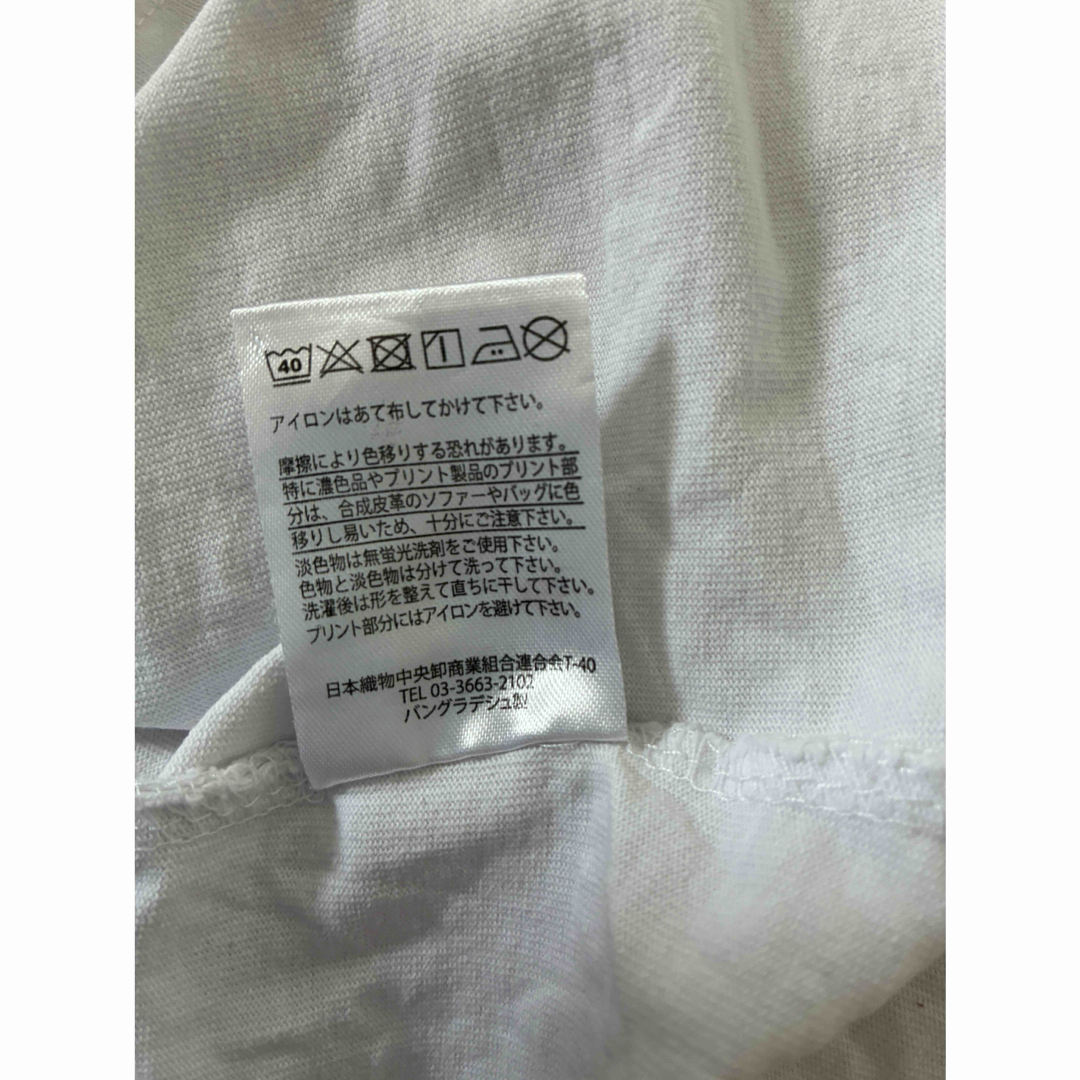 40
アイロンはあて布してかけて下さい。
摩擦により色移りする恐れがあります。
特に濃色品やプリント製品のプリント部
分は、合成皮革のソファーやバッグに色
移りし易いため、十分にご注意下さい。
淡色物は無蛍光洗剤をご使用下さい。
色物と淡色物は分けて洗って下さい。
洗濯後は形を整えて直ちに干して下さい。
プリント部分にはアイロンを避けて下さい。
日本織物中央卸商業組合連合会T-40
TEL 03-3663-2102
バングラデシュ製